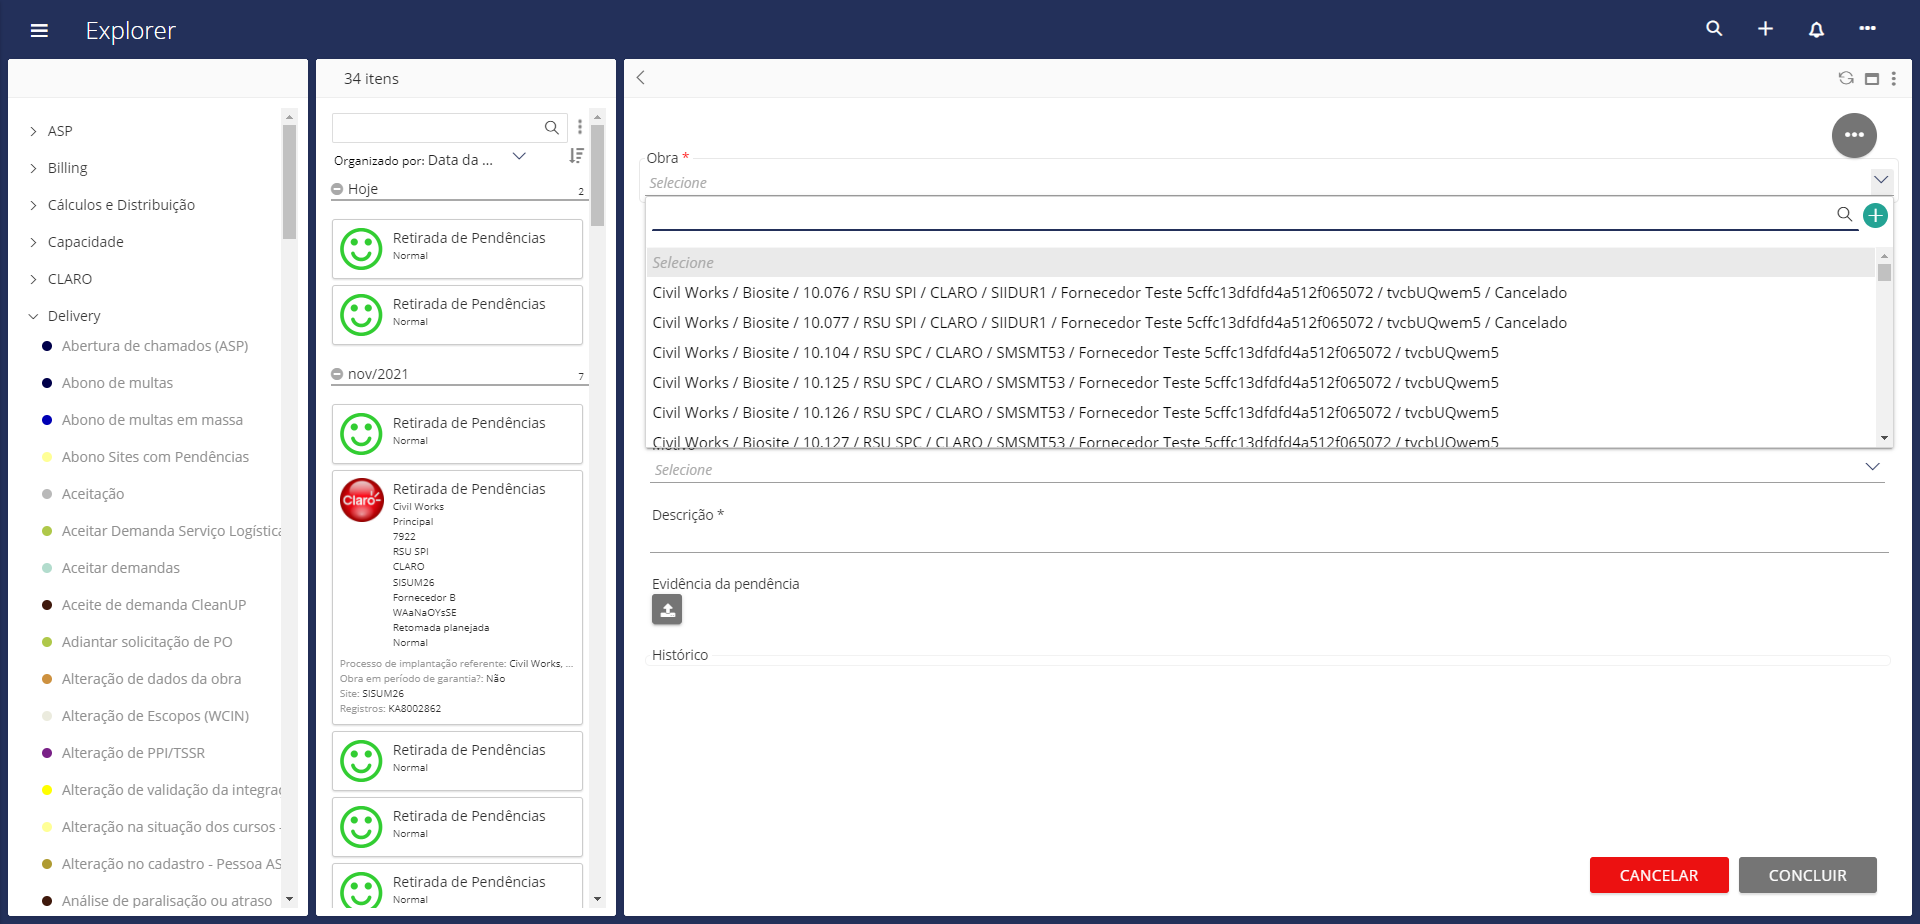 Explorer
ASP
Billing
Cálculos e Distribuição
Capacidade
CLARO
Delivery
Abertura de chamados (ASP)
Abono de multas
Abono de multas em massa
Abono Sites com Pendências
Aceitação
Aceitar Demanda Serviço Logística
Aceitar demandas
Aceite de demanda CleanUP
Adiantar solicitação de PO
Alteração de dados da obra
Alteração de Escopos (WCIN)
Alteração de PPI/TSSR
Alteração de validação da integraç
Alteração na situação dos cursos -
Alteração no cadastro - Pessoa AS
Análise de paralisação ou atraso
34 itens
Organizado por: Data da ...
Hoje 2
Retirada de Pendências
Normal
Retirada de Pendências
Normal
nov/2021 7
Retirada de Pendências
Normal
Claro
Retirada de Pendências
Civil Works
Principal
7922
RSU SPI
CLARO
SISUM26
Fornecedor B
WAaNaOYsSE
Retomada planejada
Normal
Processo de implantação referente: Civil Works, ...
Obra em período de garantia?: Não
Site: SISUM26
Registros: KA8002862
Retirada de Pendências
Normal
Retirada de Pendências
Normal
Retirada de Pendências
Normal
Obra *
Selecione
Selecione
Civil Works / Biosite / 10.076 / RSU SPI / CLARO / SIIDUR1 / Fornecedor Teste 5cffc13dfdfd4a512f065072 / tvcbUQwem5 / Cancelado
Civil Works / Biosite / 10.077 / RSU SPI / CLARO / SIIDUR1 / Fornecedor Teste 5cffc13dfdfd4a512f065072 / tvcbUQwem5 / Cancelado
Civil Works / Biosite / 10.104 / RSU SPC / CLARO / SMSMT53 / Fornecedor Teste 5cffc13dfdfd4a512f065072 / tvcbUQwem5
Civil Works / Biosite / 10.125 / RSU SPC / CLARO / SMSMT53 / Fornecedor Teste 5cffc13dfdfd4a512f065072 / tvcbUQwem5
Civil Works / Biosite / 10.126 / RSU SPC / CLARO / SMSMT53 / Fornecedor Teste 5cffc13dfdfd4a512f065072 / tvcbUQwem5
Civil Works / Biosite / 10.127 / RSU SPC / CLARO / SMSMT53 / Fornecedor Teste 5cffc13dfdfd4a512f065072 / tvcbUQwem5
Motivo
Selecione
Descrição *
Evidência da pendência
Histórico
CANCELAR
CONCLUIR